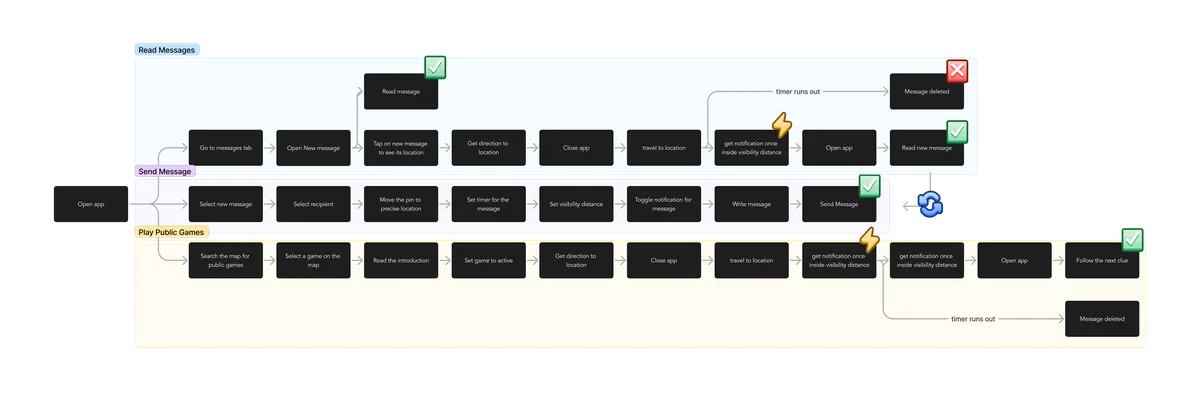 Read Messages
Read message
timer runs out
Message deleted
Go to messages tab
Open New message
Tap on new message
to see its location
Get direction to
location
Close app
travel to location
get notification once
inside visibility distance
Open app
Read new message
Send Message
Open app
Select new message
Select recipient
Move the pin to
precise location
Set timer for the
message
Set visibility distance
Toggle notification for
message
Write message
Send Message
Play Public Games
Search the map for
public games
Select a game on the
map
Read the introduction
Set game to active
Get direction to
location
Close app
travel to location
get notification once
inside visibility distance
get notification once
inside visibility distance
Open app
Follow the next clue
timer runs out
Message deleted